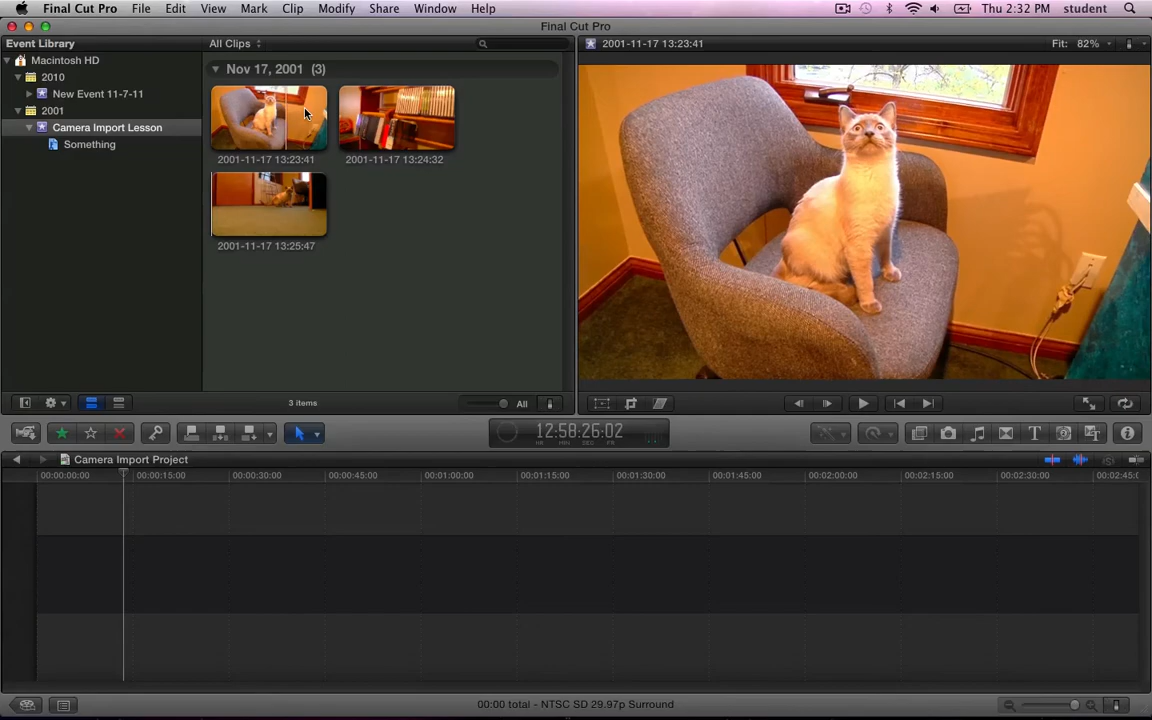 Final Cut Pro File Edit View Mark Clip Modify Share Window Help Thu 2:32 PM student
Final Cut Pro
Event Library All Clips 2001-11-17 13:23:41 Fit: 82%
Macintosh HD
2010
New Event 11-7-11
2001
Camera Import Lesson
Something
Nov 17, 2001 (3)
2001-11-17 13:23:41 2001-11-17 13:24:32
2001-11-17 13:25:47
3 items All
12:58:26:02
HR MIN SEC FR
Camera Import Project
00:00:00:00 00:00:15:00 00:00:30:00 00:00:45:00 00:01:00:00 00:01:15:00 00:01:30:00 00:01:45:00 00:02:00:00 00:02:15:00 00:02:30:00 00:02:45:0
00:00 total - NTSC SD 29.97p Surround